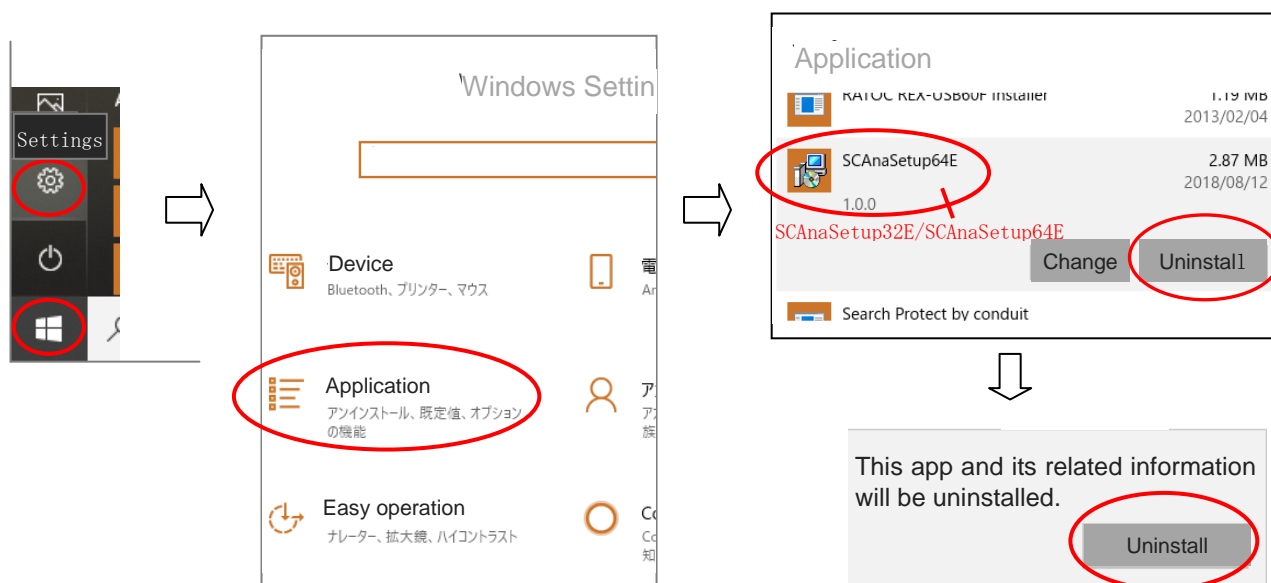 Settings
Windows Settin
Device
Bluetooth、プリンター、マウス
電
Application
アンインストール、既定値、オプション
の機能
Easy operation
ナレーター、拡大鏡、ハイコントラスト
Application
RATOC REX-USB60F Installer
1.19 MB
2013/02/04
SCAnaSetup64E
2.87 MB
2018/08/12
1.0.0
SCAnaSetup32E/SCAnaSetup64E
Change
Uninstall
Search Protect by conduit
This app and its related information
will be uninstalled.
Uninstall